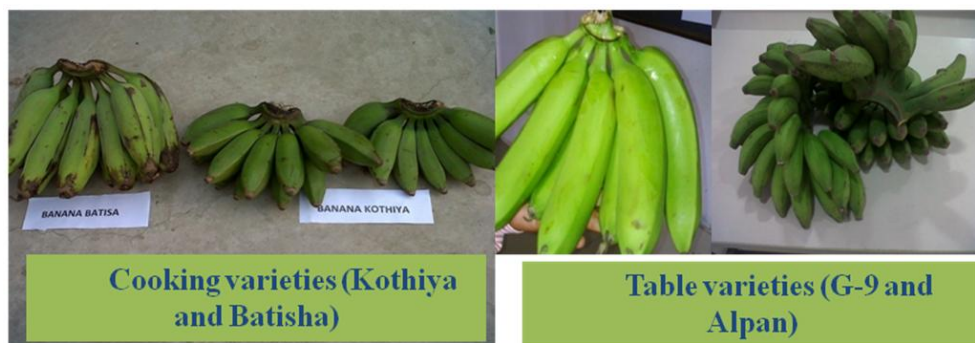 BANANA BATISA
BANANA KOTHIYA
Cooking varieties (Kothiya
and Batisha)
Table varieties (G-9 and
Alpan)